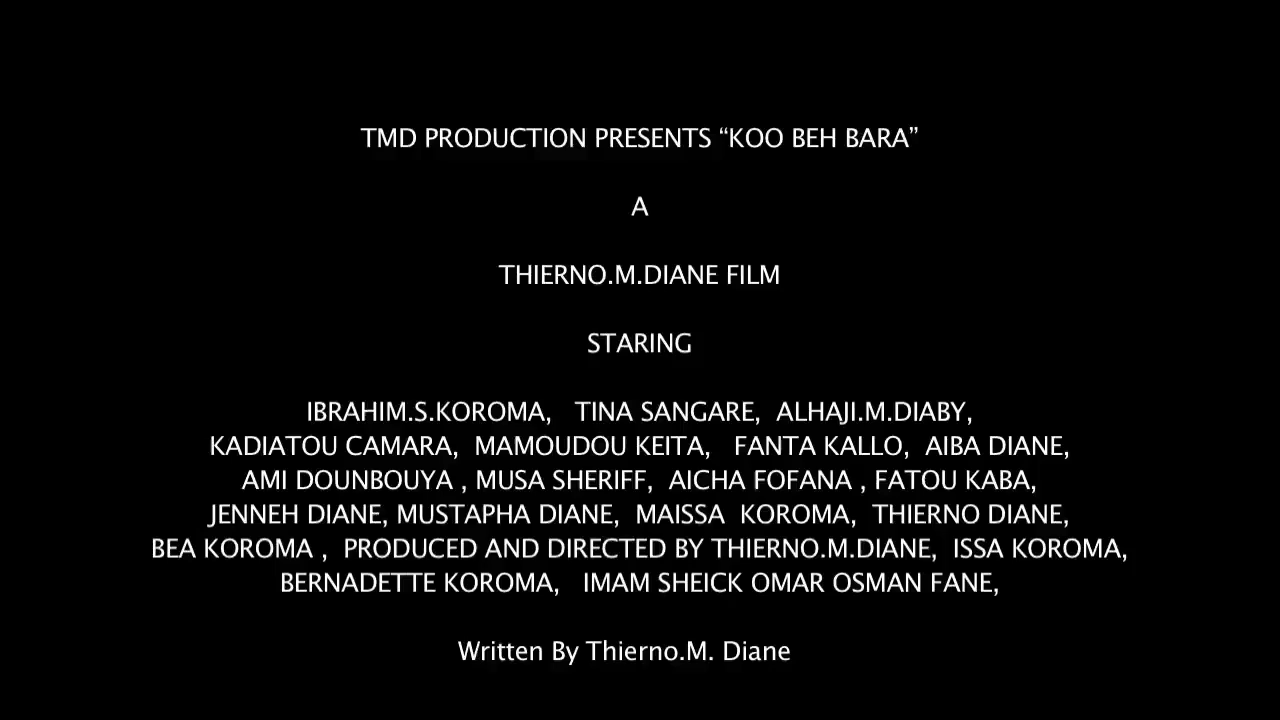 TMD PRODUCTION PRESENTS “KOO BEH BARA”
A
THIERNO.M.DIANE FILM
STARING
IBRAHIM.S.KOROMA, TINA SANGARE, ALHAJI.M.DIABY,
KADIATOU CAMARA, MAMOUDOU KEITA, FANTA KALLO, AIBA DIANE,
AMI DOUNBOUYA , MUSA SHERIFF, AICHA FOFANA , FATOU KABA,
JENNEH DIANE, MUSTAPHA DIANE, MAISSA KOROMA, THIERNO DIANE,
BEA KOROMA , PRODUCED AND DIRECTED BY THIERNO.M.DIANE, ISSA KOROMA,
BERNADETTE KOROMA, IMAM SHEICK OMAR OSMAN FANE,
Written By Thierno.M. Diane